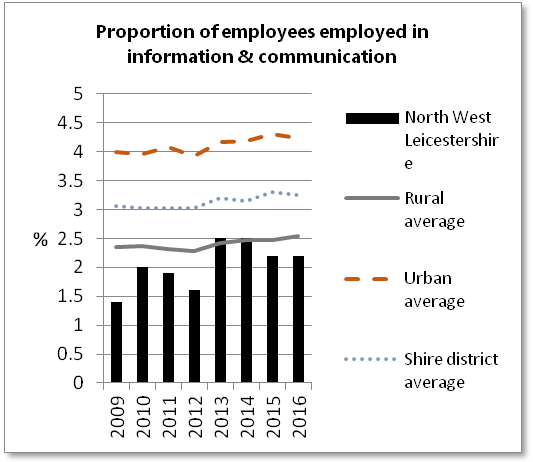 Proportion of employees employed in
information & communication
5
4.5
4
3.5
3
2.5
2
1.5
1
0.5
0
%
2009 2010 2011 2012 2013 2014 2015 2016
North West
Leicestershir
e
Rural
average
Urban
average
Shire district
average